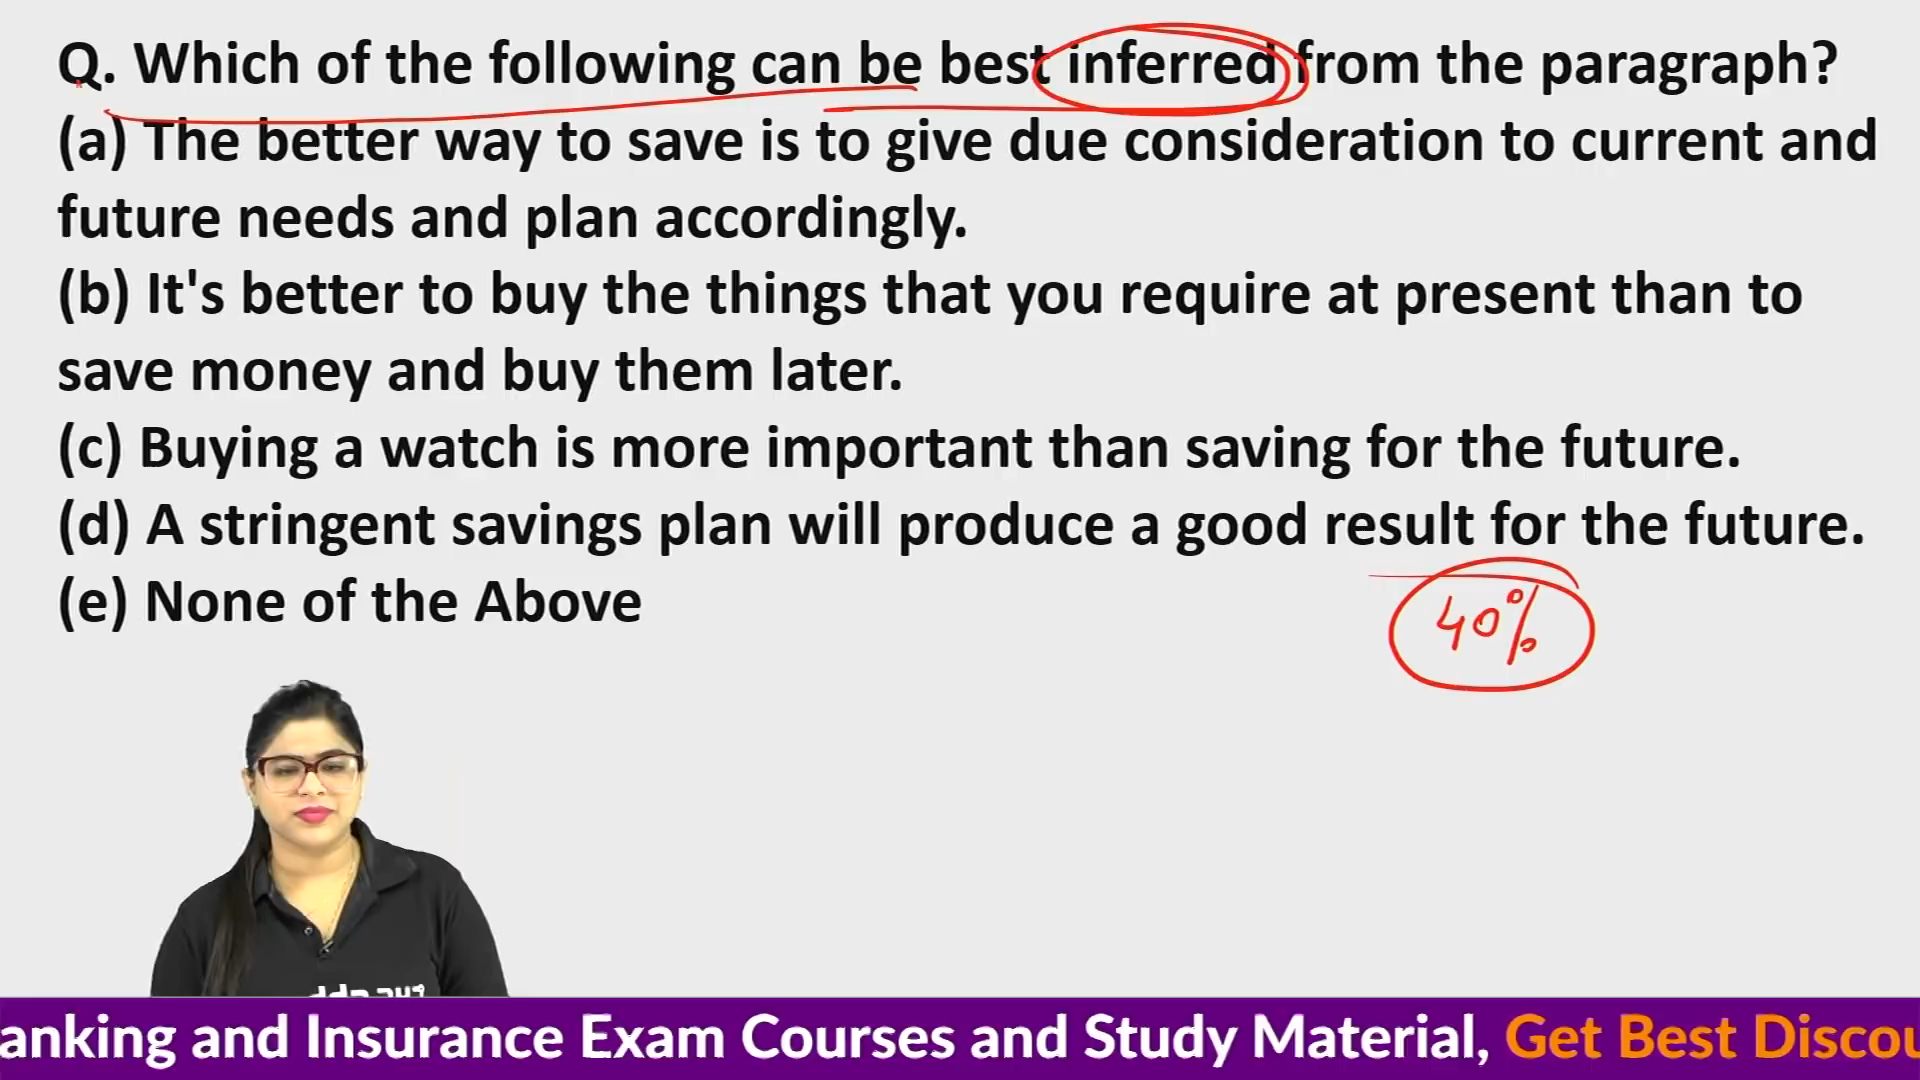 Q. Which of the following can be best inferred from the paragraph?
(a) The better way to save is to give due consideration to current and
future needs and plan accordingly.
(b) It's better to buy the things that you require at present than to
save money and buy them later.
(c) Buying a watch is more important than saving for the future.
(d) A stringent savings plan will produce a good result for the future.
(e) None of the Above
40%
anking and Insurance Exam Courses and Study Material, Get Best Discou